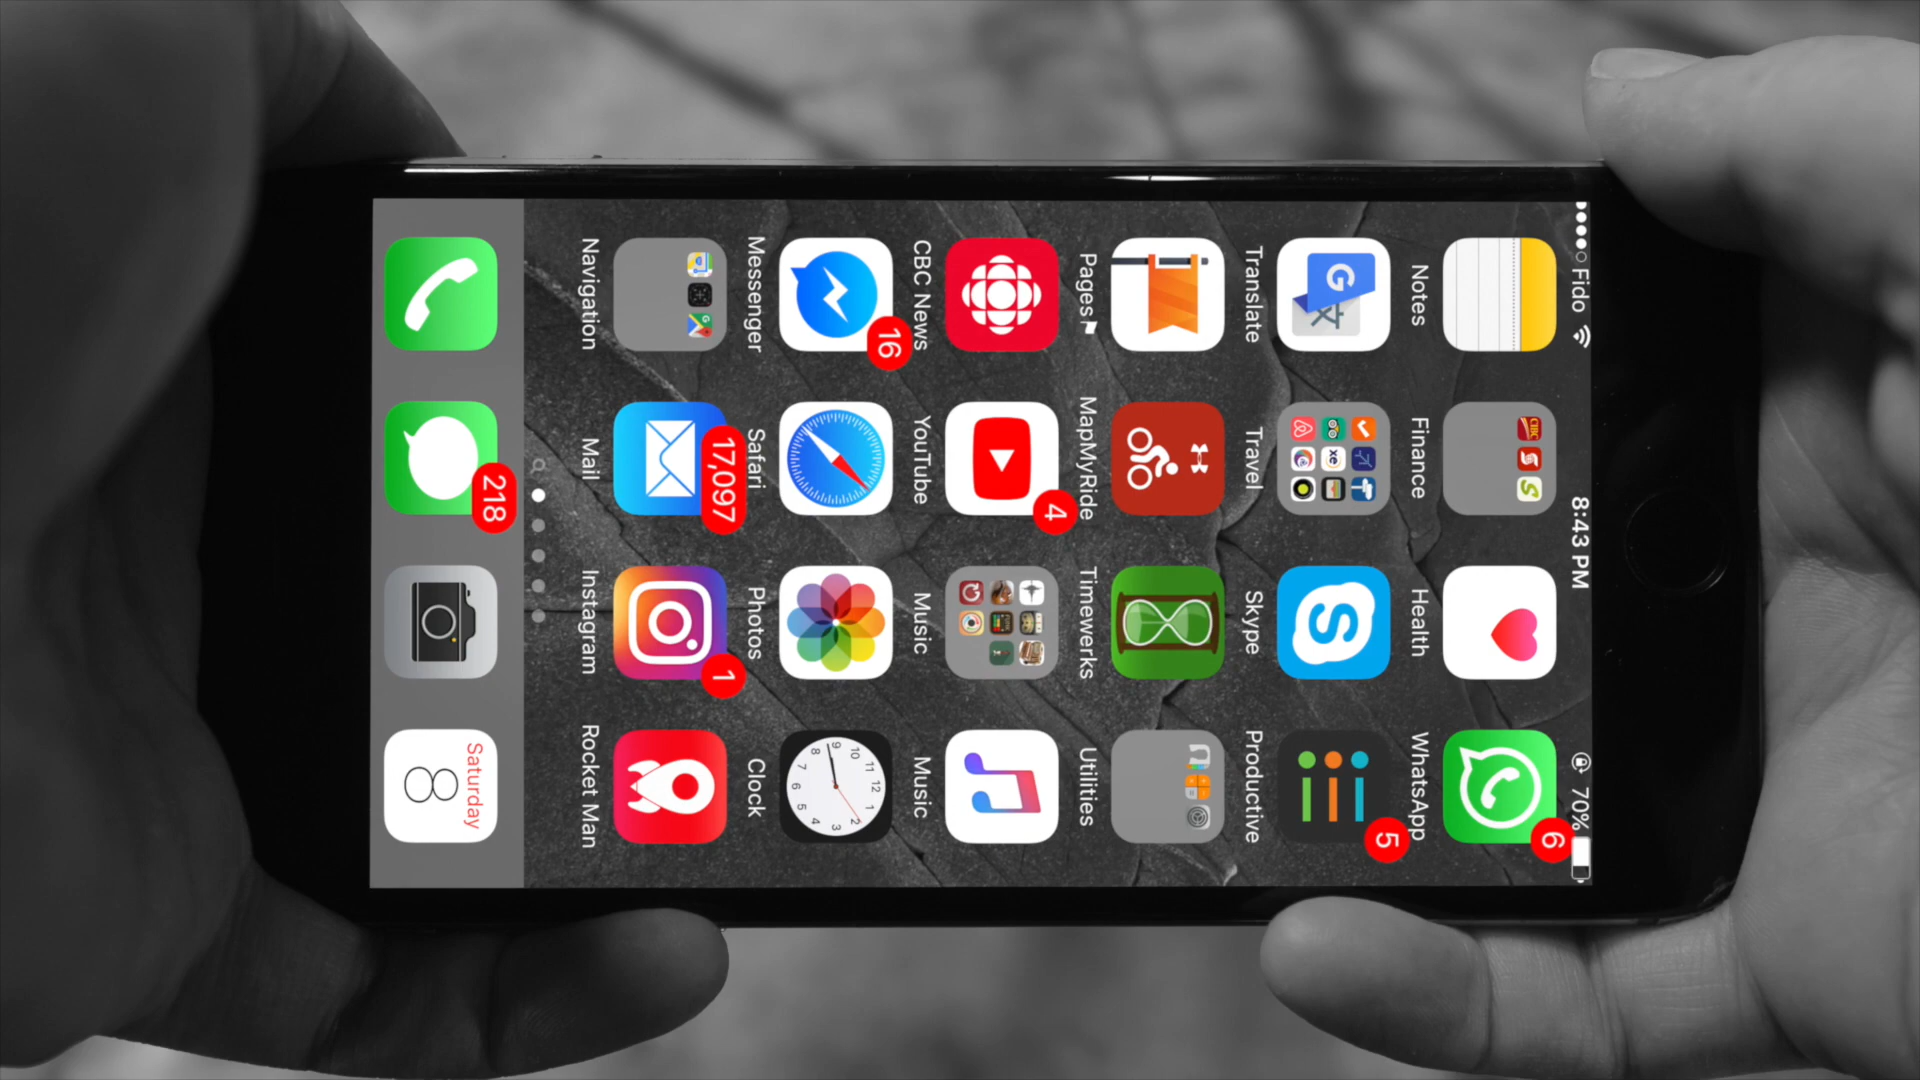 Fido 8:43 PM 70%
6
Notes Finance Health WhatsApp
5
Translate Travel Skype Productive
Pages MapMyRide Timewerks Utilities
4
CBC News YouTube Music Music
16
Messenger Safari Photos Clock
17,097 1
Navigation Mail Instagram Rocket Man
218
Saturday
8